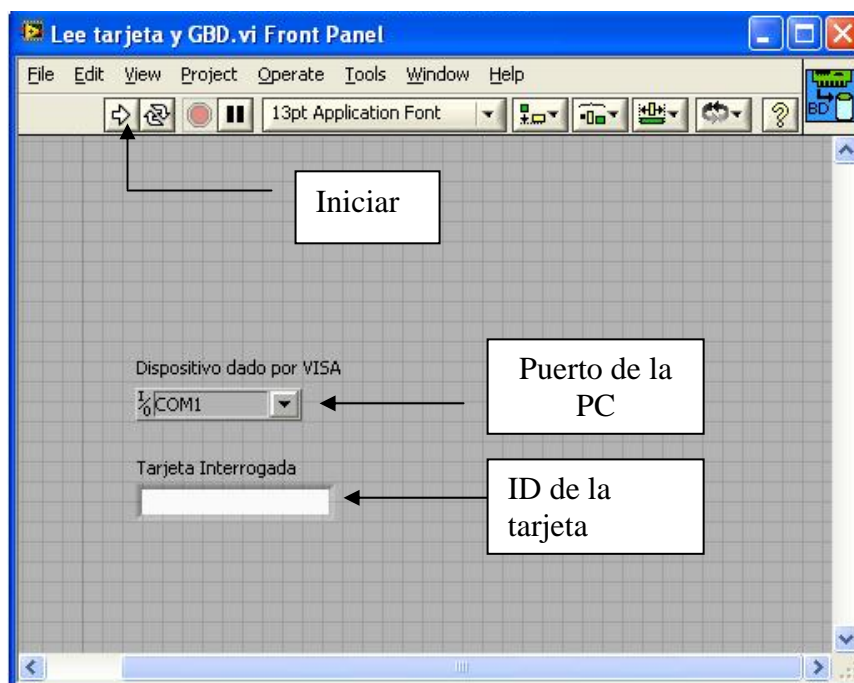 Lee tarjeta y GBD.vi Front Panel
File Edit View Project Operate Tools Window Help
13pt Application Font
BD
Iniciar
Dispositivo dado por VISA
COM1
Puerto de la
PC
Tarjeta Interrogada
ID de la
tarjeta